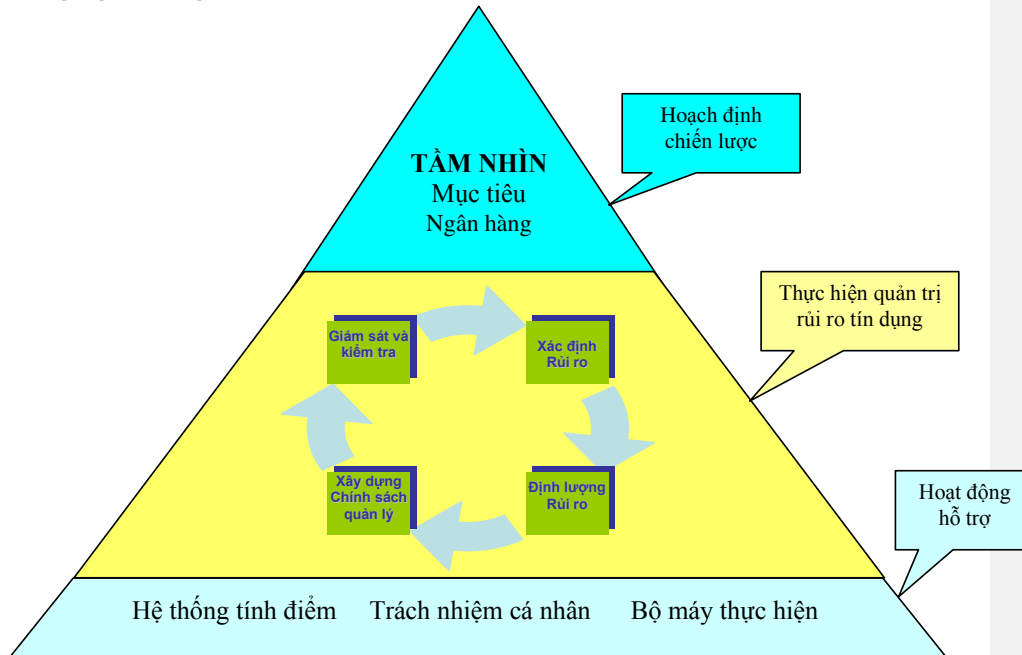 Hoạch định
chiến lược
TẦM NHÌN
Mục tiêu
Ngân hàng
Thực hiện quản trị
rủi ro tín dụng
Giám sát và
kiểm tra
Xác định
Rủi ro
Xây dựng
Chính sách
quản lý
Định lượng
Rủi ro
Hoạt động
hỗ trợ
Hệ thống tính điểm Trách nhiệm cá nhân Bộ máy thực hiện